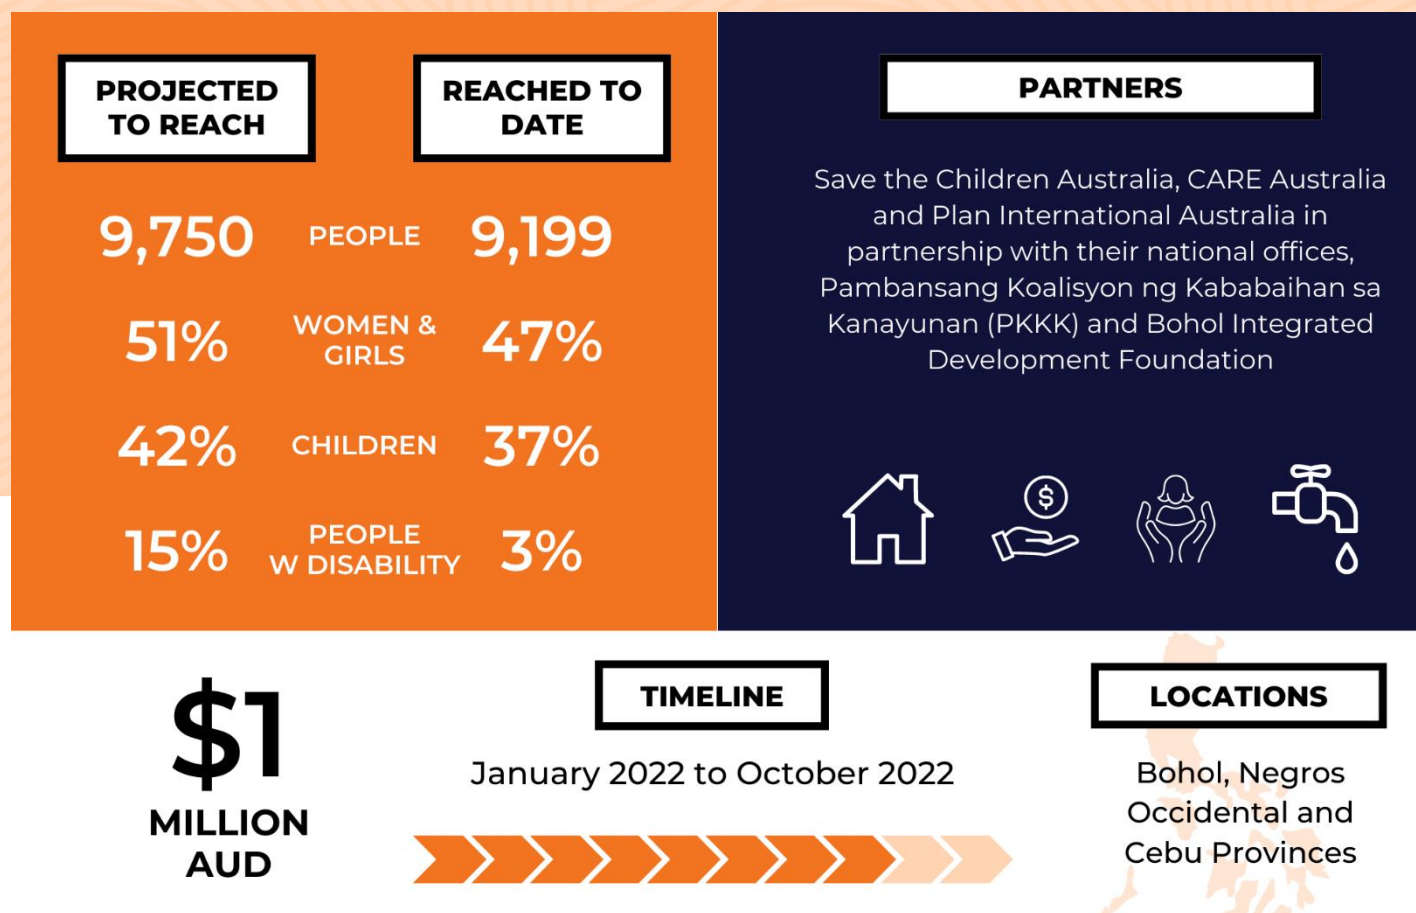 PROJECTED
TO REACH
REACHED TO
DATE
9,750
PEOPLE
9,199
51%
WOMEN &
GIRLS
47%
42%
CHILDREN
37%
15%
PEOPLE
W DISABILITY
3%
PARTNERS
Save the Children Australia, CARE Australia
and Plan International Australia in
partnership with their national offices,
Pambansang Koalisyon ng Kababaihan sa
Kanayunan (PKKK) and Bohol Integrated
Development Foundation
$
$1
MILLION
AUD
TIMELINE
January 2022 to October 2022
LOCATIONS
Bohol, Negros
Occidental and
Cebu Provinces